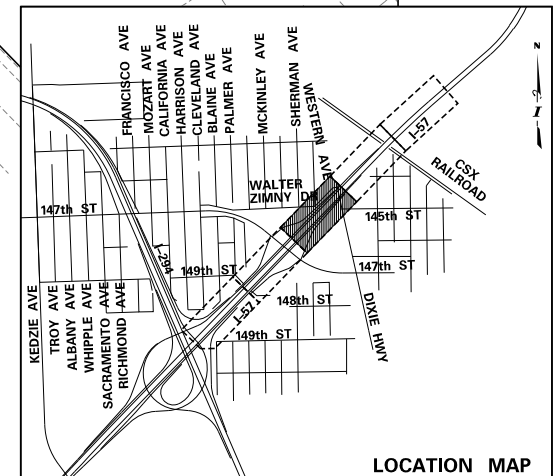 FRANCISCO AVE
MOZART AVE
CALIFORNIA AVE
HARRISON AVE
CLEVELAND AVE
BLAINE AVE
PALMER AVE
MCKINLEY AVE
SHERMAN AVE
WESTERN AVE
N
I-57
CSX
RAILROAD
WALTER
ZIMNY DR
147th ST
145th ST
I-294
149th ST
147th ST
148th ST
I-57
149th ST
DIXIE HWY
KEDZIE AVE
TROY AVE
ALBANY AVE
WHIPPLE AVE
SACRAMENTO AVE
RICHMOND AVE
LOCATION MAP